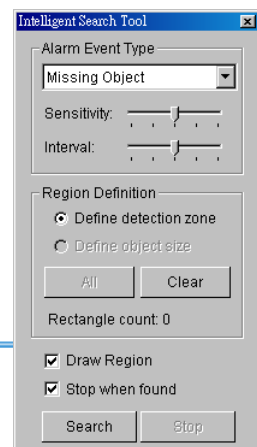 Intelligent Search Tool
Alarm Event Type
Missing Object
Sensitivity:
Interval:
Region Definition
Define detection zone
Define object size
All Clear
Rectangle count: 0
Draw Region
Stop when found
Search Stop